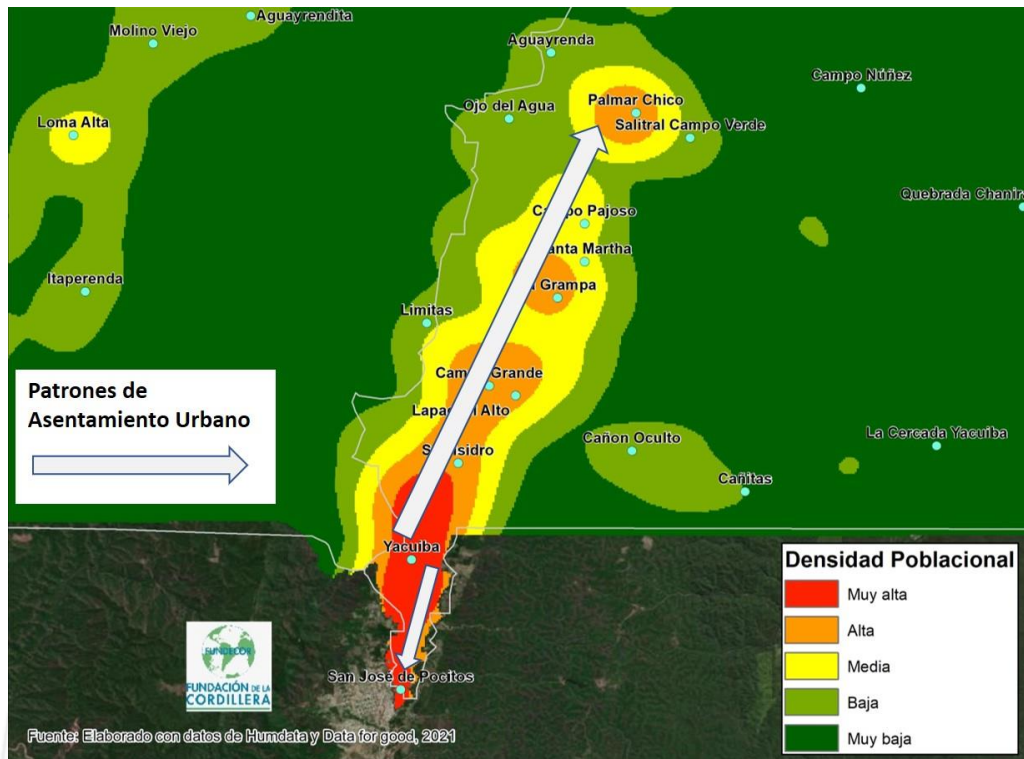 Aguayrendita
Molino Viejo
Aguayrenda
Campo Núñez
Palmar Chico
Ojo del Agua
Loma Alta
Salitral Campo Verde
Quebrada Chanira
Pajoso
Martha
Itaperenda
Grampa
Limitas
Grande
Patrones de
Asentamiento Urbano
Alto
La Cercada Yacuiba
Cañon Oculto
Isidro
Cañitas
Yacuiba
Densidad Poblacional
Muy alta
Alta
Media
Baja
Muy baja
FUNDECOR
FUNDACIÓN DE LA
CORDILLERA
San José de Pocitos
Fuente: Elaborado con datos de Humdata y Data for good, 2021